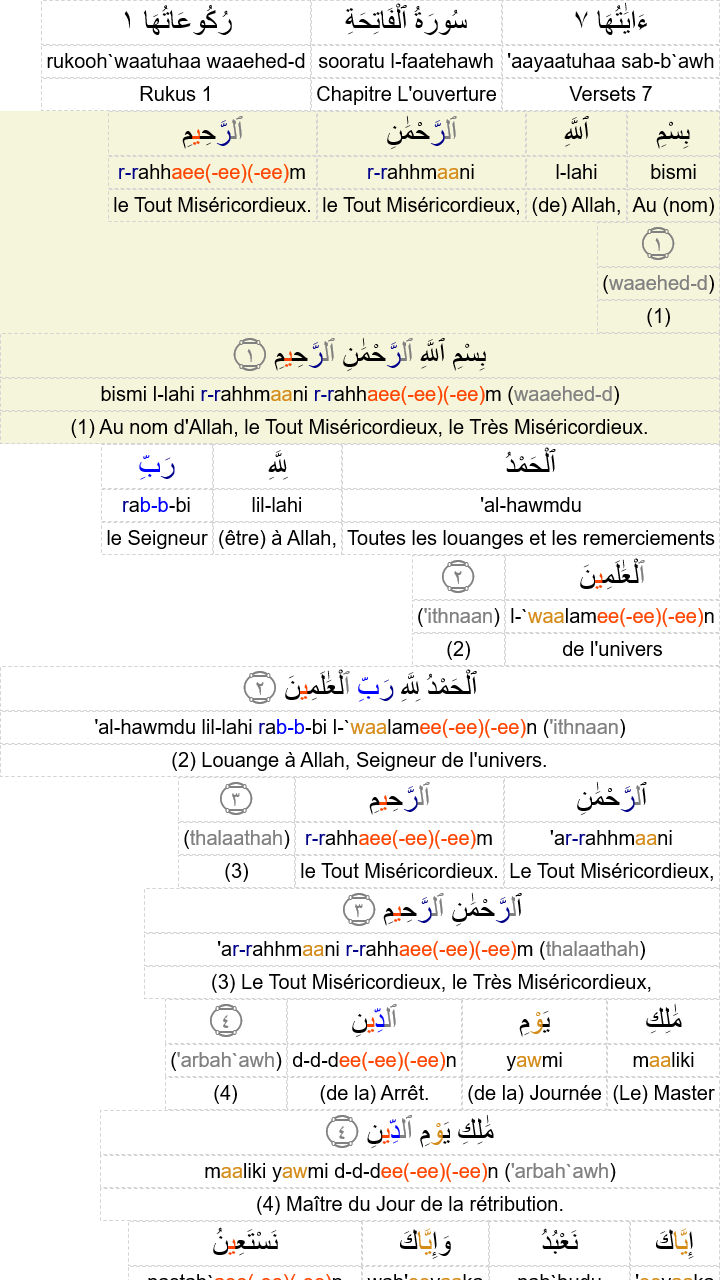 ءَايَٰتُهَا ٧ سُورَةُ ٱلْفَاتِحَةِ رُكُوعَاتُهَا ١
'aayaatuhaa sab-b`awh sooratu l-faatehawh rukooh`waatuhaa waaehed-d
Versets 7 Chapitre L'ouverture Rukus 1
بِسْمِ ٱللَّهِ ٱلرَّحْمَٰنِ ٱلرَّحِيمِ
bismi l-lahi r-rahhmaani r-rahhaee(-ee)(-ee)m
Au (nom) (de) Allah, le Tout Miséricordieux, le Tout Miséricordieux.
١
(waaehed-d)
(1)
بِسْمِ ٱللَّهِ ٱلرَّحْمَٰنِ ٱلرَّحِيمِ ١
bismi l-lahi r-rahhmaani r-rahhaee(-ee)(-ee)m (waaehed-d)
(1) Au nom d'Allah, le Tout Miséricordieux, le Très Miséricordieux.
ٱلْحَمْدُ لِلَّهِ رَبِّ
'al-hawmdu lil-lahi rab-b-bi
Toutes les louanges et les remerciements (être) à Allah, le Seigneur
ٱلْعَٰلَمِينَ ٢
l-`waalamee(-ee)(-ee)n ('ithnaan)
de l'univers (2)
ٱلْحَمْدُ لِلَّهِ رَبِّ ٱلْعَٰلَمِينَ ٢
'al-hawmdu lil-lahi rab-b-bi l-`waalamee(-ee)(-ee)n ('ithnaan)
(2) Louange à Allah, Seigneur de l'univers.
ٱلرَّحْمَٰنِ ٱلرَّحِيمِ ٣
'ar-rahhmaani r-rahhaee(-ee)(-ee)m (thalaathah)
Le Tout Miséricordieux, le Tout Miséricordieux. (3)
ٱلرَّحْمَٰنِ ٱلرَّحِيمِ ٣
'ar-rahhmaani r-rahhaee(-ee)(-ee)m (thalaathah)
(3) Le Tout Miséricordieux, le Très Miséricordieux,
مَٰلِكِ يَوْمِ ٱلدِّينِ ٤
maaliki yawmi d-d-dee(-ee)(-ee)n ('arbah`awh)
(Le) Master (de la) Journée (de la) Arrêt. (4)
مَٰلِكِ يَوْمِ ٱلدِّينِ ٤
maaliki yawmi d-d-dee(-ee)(-ee)n ('arbah`awh)
(4) Maître du Jour de la rétribution.
إِيَّاكَ نَعْبُدُ وَإِيَّاكَ نَسْتَعِينُ